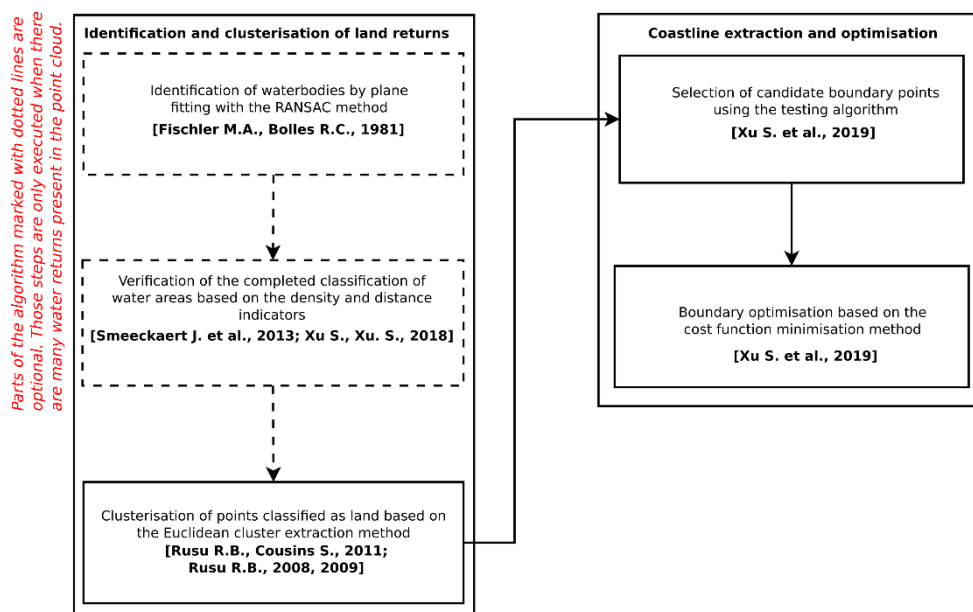 Parts of the algorithm marked with dotted lines are
optional. Those steps are only executed when there
are many water returns present in the point cloud.
Identification and clusterisation of land returns
Identification of waterbodies by plane
fitting with the RANSAC method
[Fischler M.A., Bolles R.C., 1981]
Verification of the completed classification of
water areas based on the density and distance
indicators
[Smeeckaert J. et al., 2013; Xu S., Xu. S., 2018]
Clusterisation of points classified as land based on
the Euclidean cluster extraction method
[Rusu R.B., Cousins S., 2011;
Rusu R.B., 2008, 2009]
Coastline extraction and optimisation
Selection of candidate boundary points
using the testing algorithm
[Xu S. et al., 2019]
Boundary optimisation based on the
cost function minimisation method
[Xu S. et al., 2019]